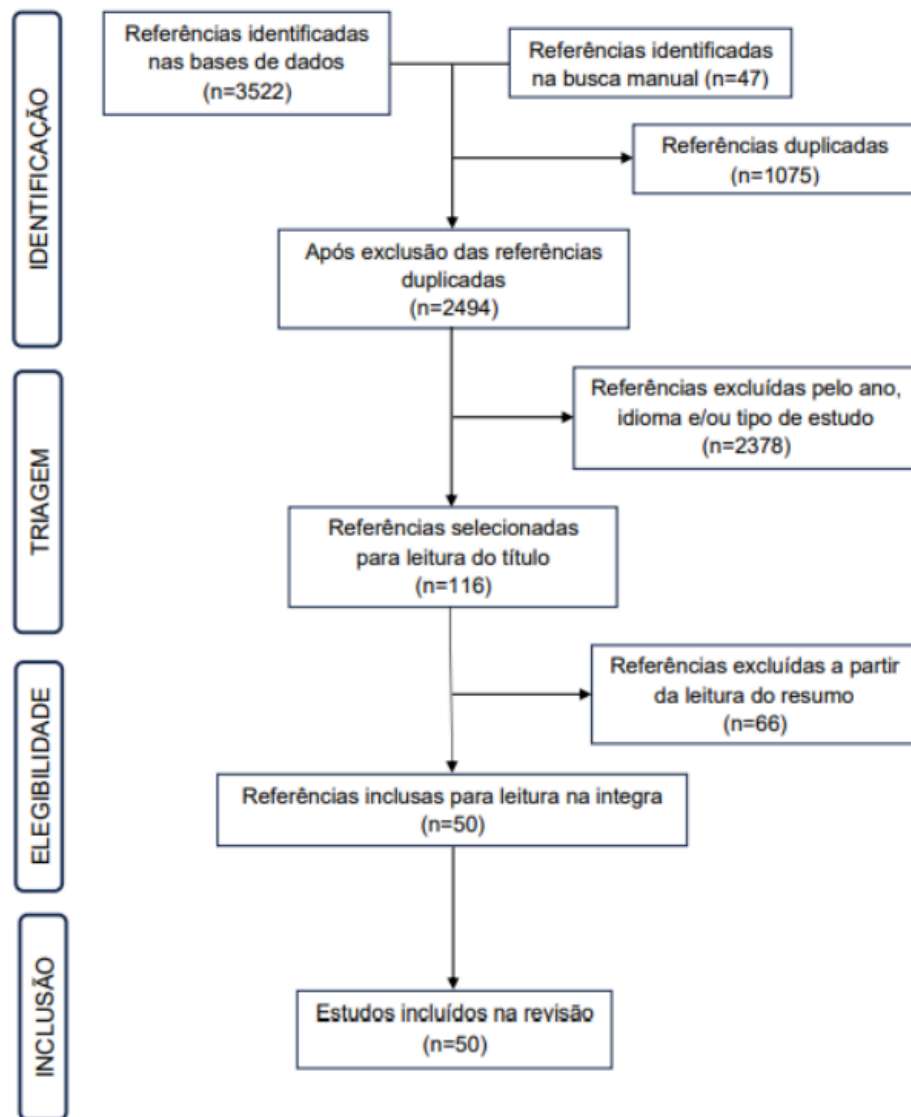 IDENTIFICAÇÃO
Referências identificadas
nas bases de dados
(n=3522)
Referências identificadas
na busca manual (n=47)
Referências duplicadas
(n=1075)
Após exclusão das referências
duplicadas
(n=2494)
TRIAGEM
Referências excluídas pelo ano,
idioma e/ou tipo de estudo
(n=2378)
Referências selecionadas
para leitura do título
(n=116)
ELEGIBILIDADE
Referências excluídas a partir
da leitura do resumo
(n=66)
Referências inclusas para leitura na integra
(n=50)
INCLUSÃO
Estudos incluídos na revisão
(n=50)